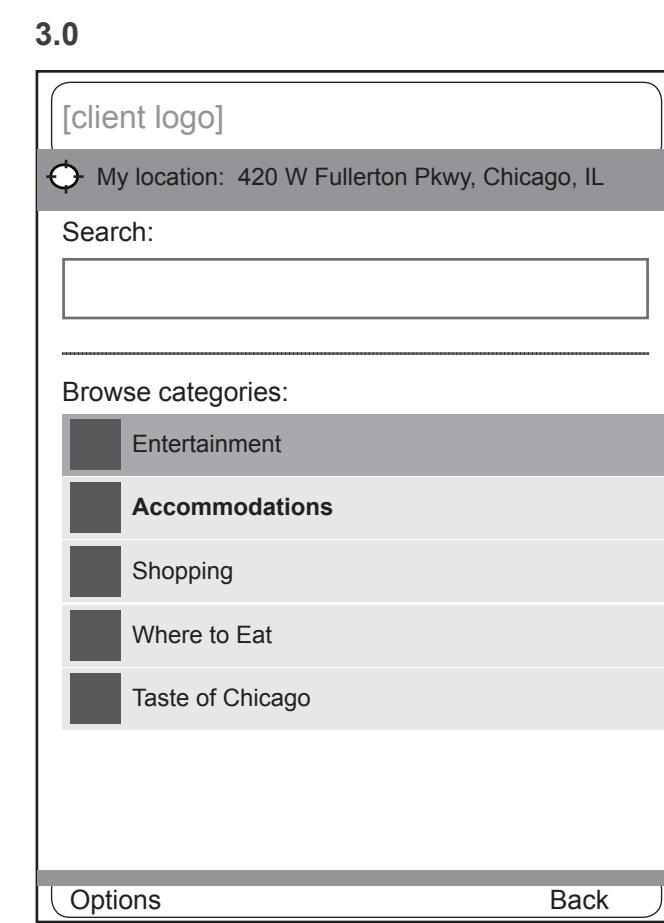 3.0
[client logo]
My location: 420 W Fullerton Pkwy, Chicago, IL
Search:
Browse categories:
Entertainment
Accommodations
Shopping
Where to Eat
Taste of Chicago
Options Back